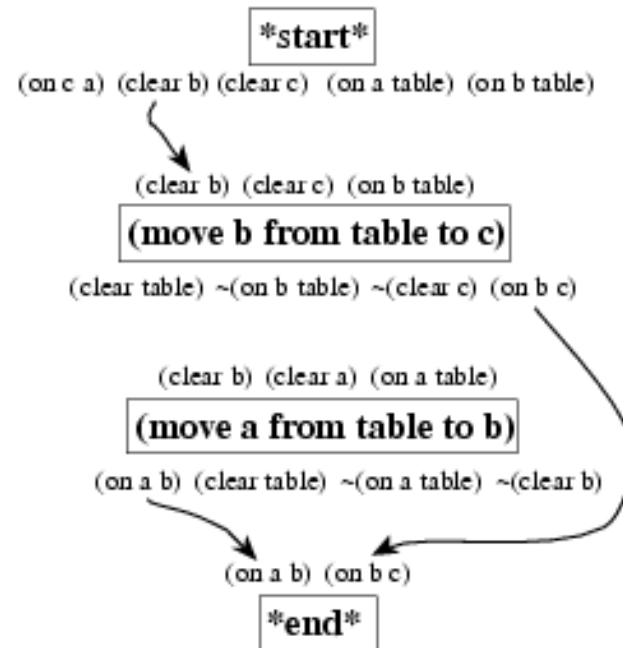 *start*
(on c a) (clear b) (clear c) (on a table) (on b table)
(clear b) (clear c) (on b table)
(move b from table to c)
(clear table) ~(on b table) ~(clear c) (on b c)
(clear b) (clear a) (on a table)
(move a from table to b)
(on a b) (clear table) ~(on a table) ~(clear b)
(on a b) (on b c)
*end*